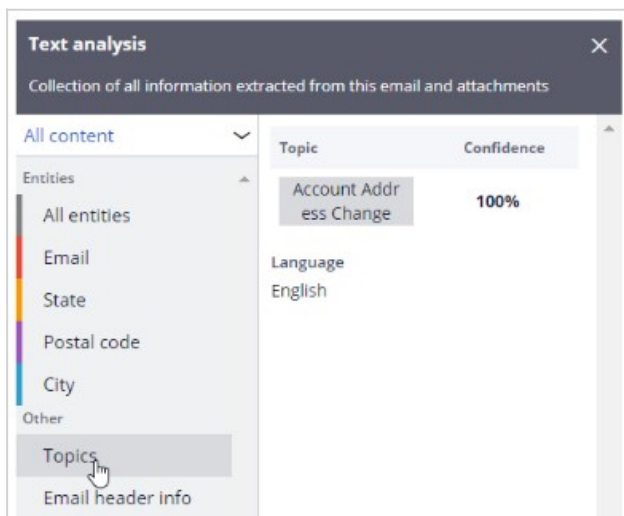 Text analysis
Collection of all information extracted from this email and attachments
All content
Entities
All entities
Email
State
Postal code
City
Other
Topics
Email header info
Topic Confidence
Account Addr
ess Change
100%
Language
English